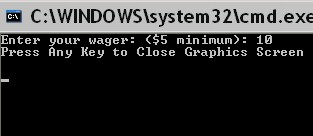 C:\WINDOWS\system32\cmd.exe
Enter your wager: ($5 minimum): 10
Press Any Key to Close Graphics Screen